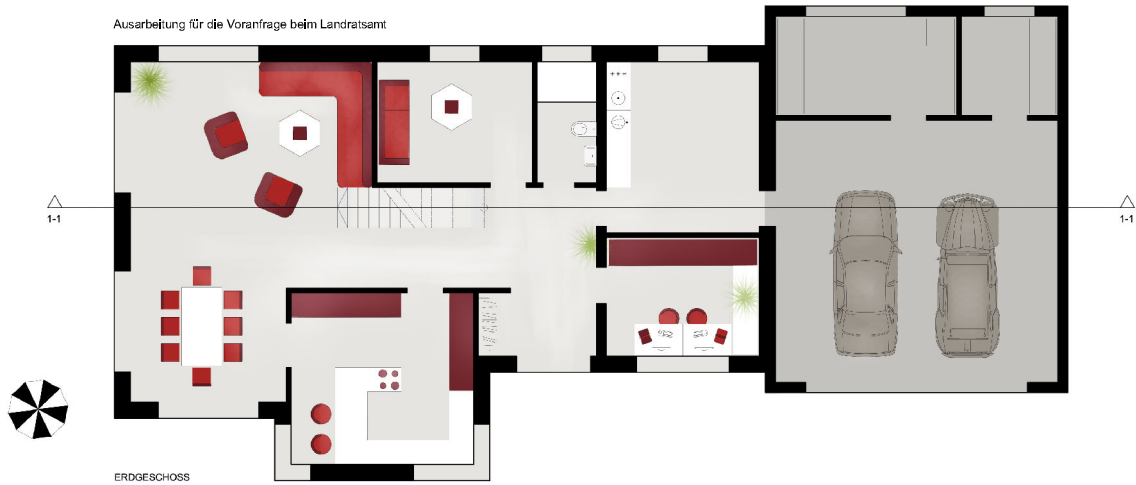 Ausarbeitung für die Voranfrage beim Landratsamt
1-1
1-1
ERDGESCHOSS